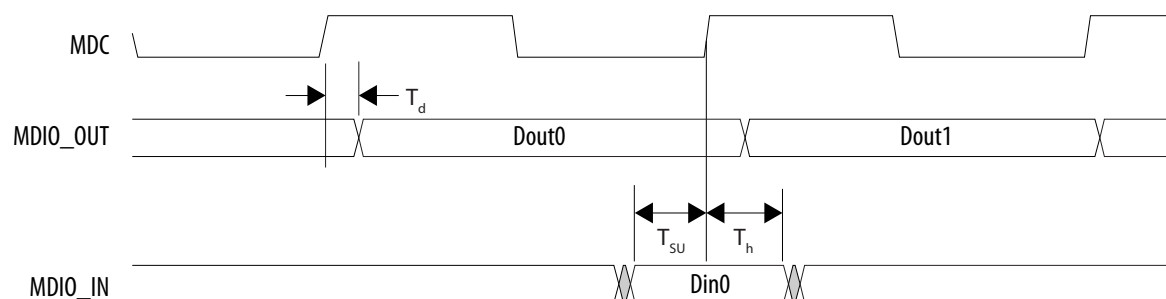 MDC
T_d
MDIO_OUT
Dout0
Dout1
T_SU
T_h
MDIO_IN
Din0